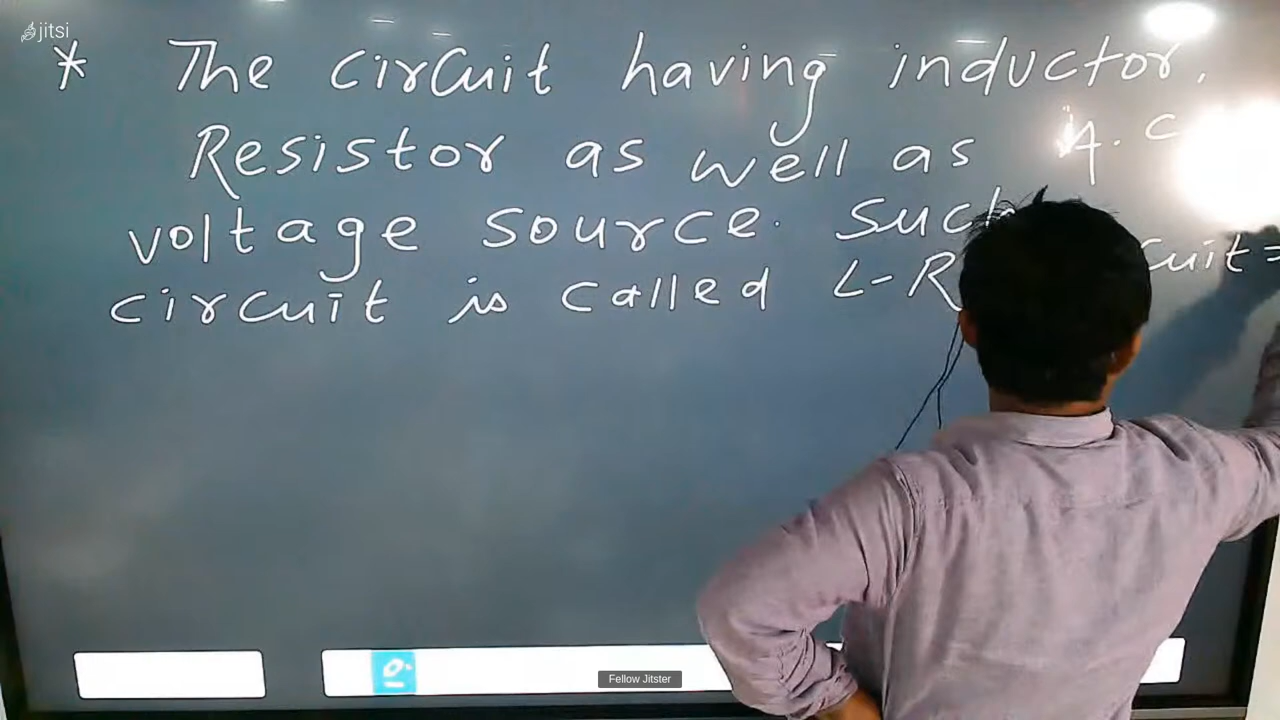 jitsi
* The circuit having inductor,
Resistor as well as A.C
voltage source. Such
circuit is called L-R
Fellow Jitster